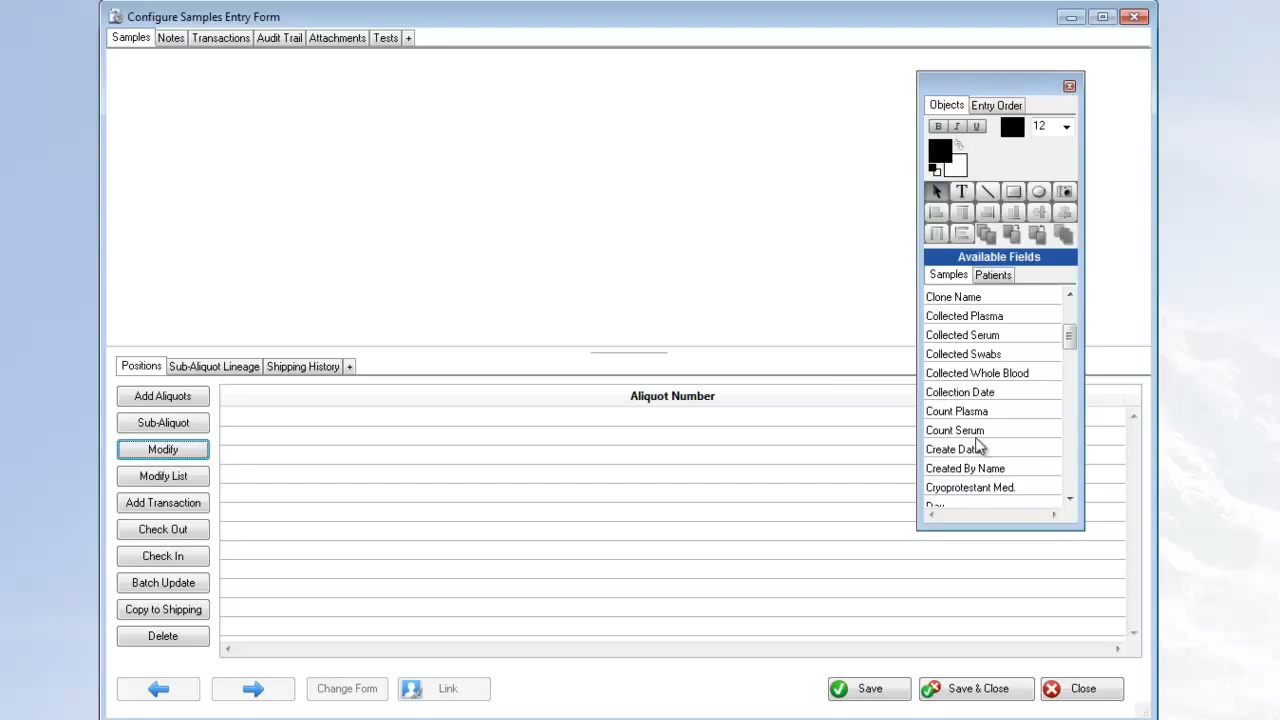 Configure Samples Entry Form
Samples Notes Transactions Audit Trail Attachments Tests +
Objects Entry Order
B I U 12
T
Available Fields
Samples Patients
Clone Name
Collected Plasma
Collected Serum
Collected Swabs
Collected Whole Blood
Collection Date
Count Plasma
Count Serum
Create Date
Created By Name
Cryoprotestant Med.
Day
Positions Sub-Aliquot Lineage Shipping History +
Add Aliquots
Sub-Aliquot
Modify
Modify List
Add Transaction
Check Out
Check In
Batch Update
Copy to Shipping
Delete
Aliquot Number
Change Form Link Save Save & Close Close